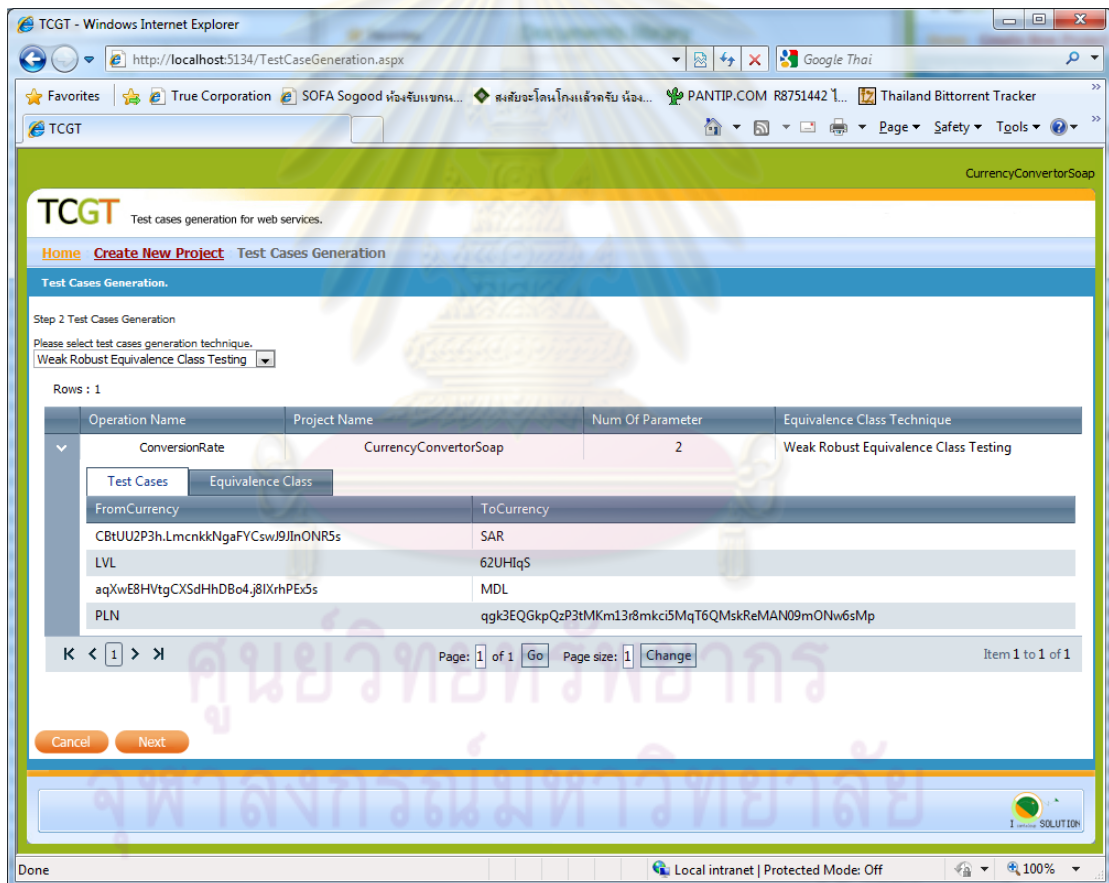 TCGT - Windows Internet Explorer
http://localhost:5134/TestCaseGeneration.aspx
Google Thai
Favorites
True Corporation
SOFA Sogood ห้องรับแขกน...
สงสัยจะโดนโกงแล้วครับ ห้อง...
PANTIP.COM R8751442 ไ...
Thailand Bittorrent Tracker
TCGT
Page
Safety
Tools
CurrencyConvertorSoap
TCGT Test cases generation for web services.
Home Create New Project Test Cases Generation
Test Cases Generation.
Step 2 Test Cases Generation
Please select test cases generation technique.
Weak Robust Equivalence Class Testing
Rows : 1
Operation Name Project Name Num Of Parameter Equivalence Class Technique
ConversionRate CurrencyConvertorSoap 2 Weak Robust Equivalence Class Testing
Test Cases Equivalence Class
FromCurrency ToCurrency
CBtUU2P3h.LmcnkkNgaFYCswJ9JInONR5s SAR
LVL 62UHIqS
aqXwE8HVtgCXSdHhDBo4.j8IXrhPEx5s MDL
PLN qgk3EQGkpQzP3tMKm13r8mkci5MqT6QMskReMAN09mONw6sMp
1 Page: 1 of 1 Go Page size: 1 Change Item 1 to 1 of 1
ศูนย์วิทยทรัพยากร
Cancel Next
จุฬาลงกรณ์มหาวิทยาลัย
SOLUTION
Done
Local intranet | Protected Mode: Off
100%